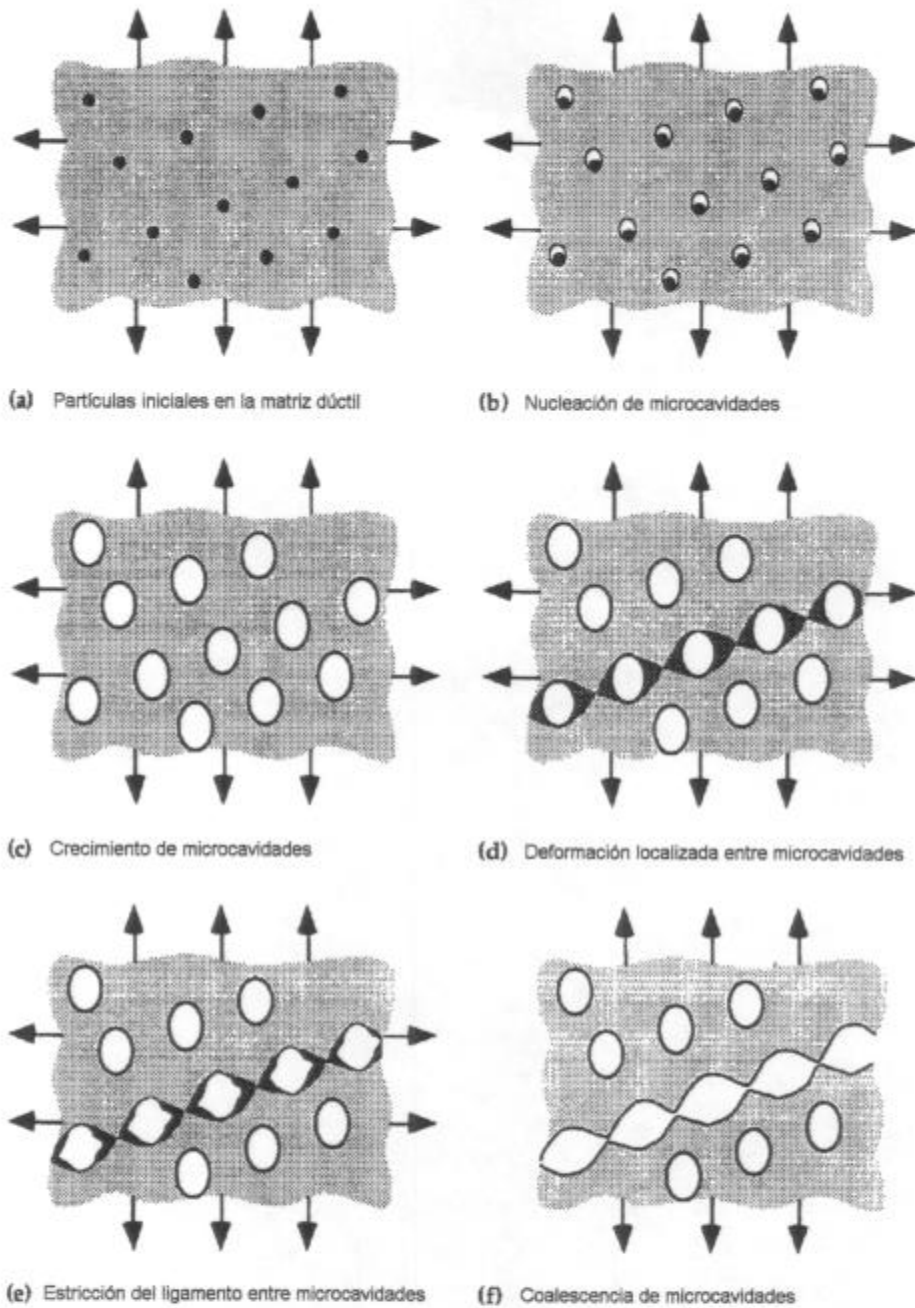 (a) Partículas iniciales en la matriz dúctil
(b) Nucleación de microcavidades
(c) Crecimiento de microcavidades
(d) Deformación localizada entre microcavidades
(e) Estricción del ligamento entre microcavidades
(f) Coalescencia de microcavidades